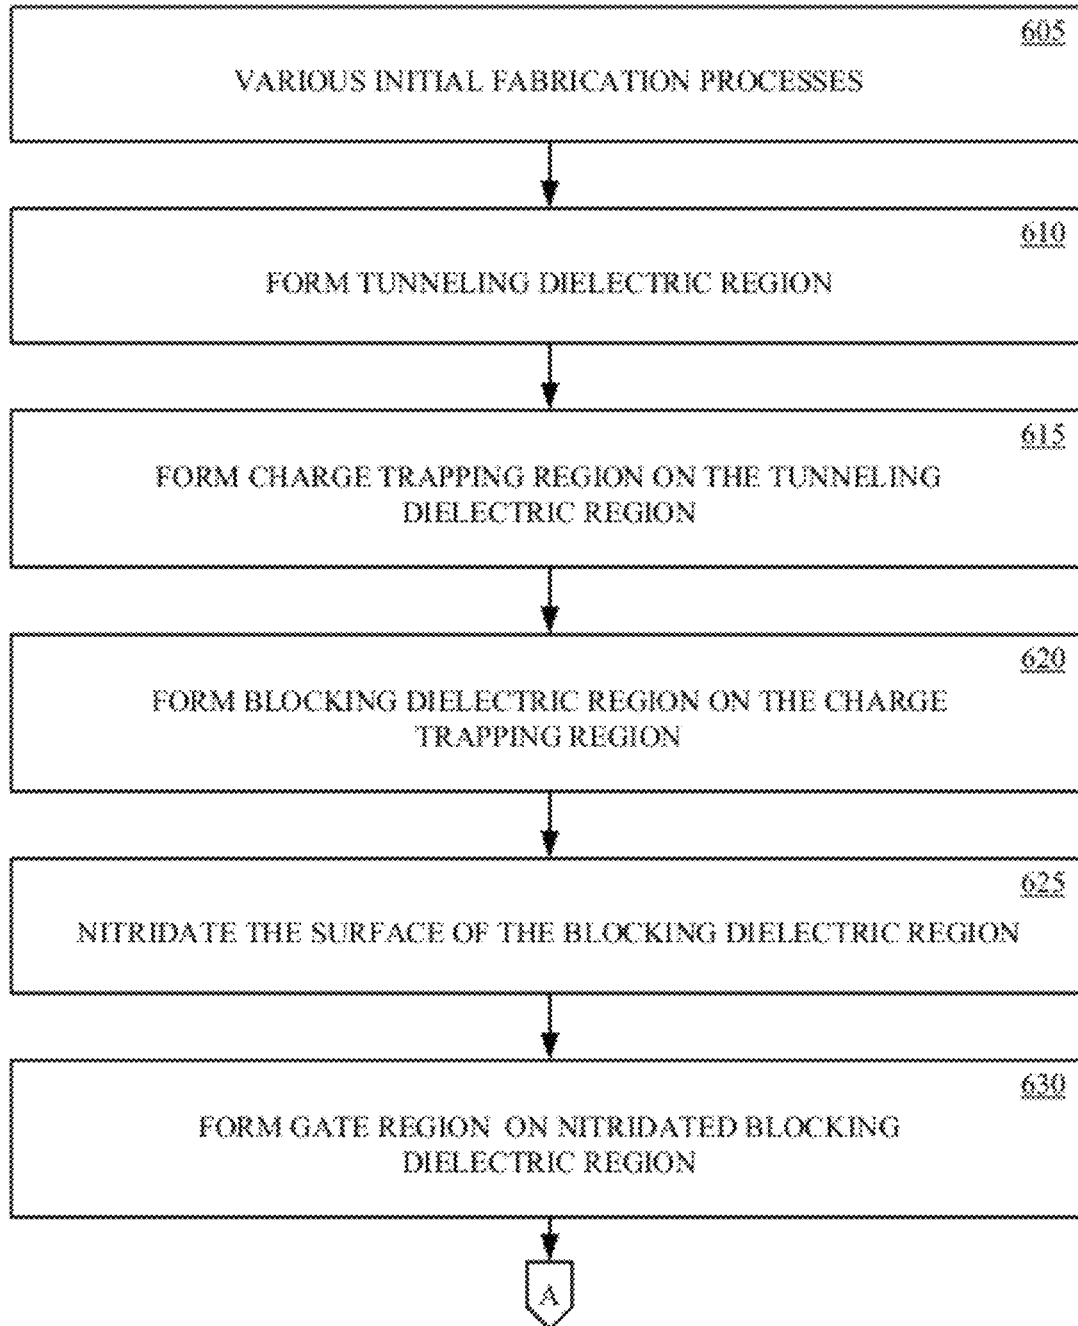 605
VARIOUS INITIAL FABRICATION PROCESSES
610
FORM TUNNELING DIELECTRIC REGION
615
FORM CHARGE TRAPPING REGION ON THE TUNNELING
DIELECTRIC REGION
620
FORM BLOCKING DIELECTRIC REGION ON THE CHARGE
TRAPPING REGION
625
NITRIDATE THE SURFACE OF THE BLOCKING DIELECTRIC REGION
630
FORM GATE REGION ON NITRIDATED BLOCKING
DIELECTRIC REGION
A